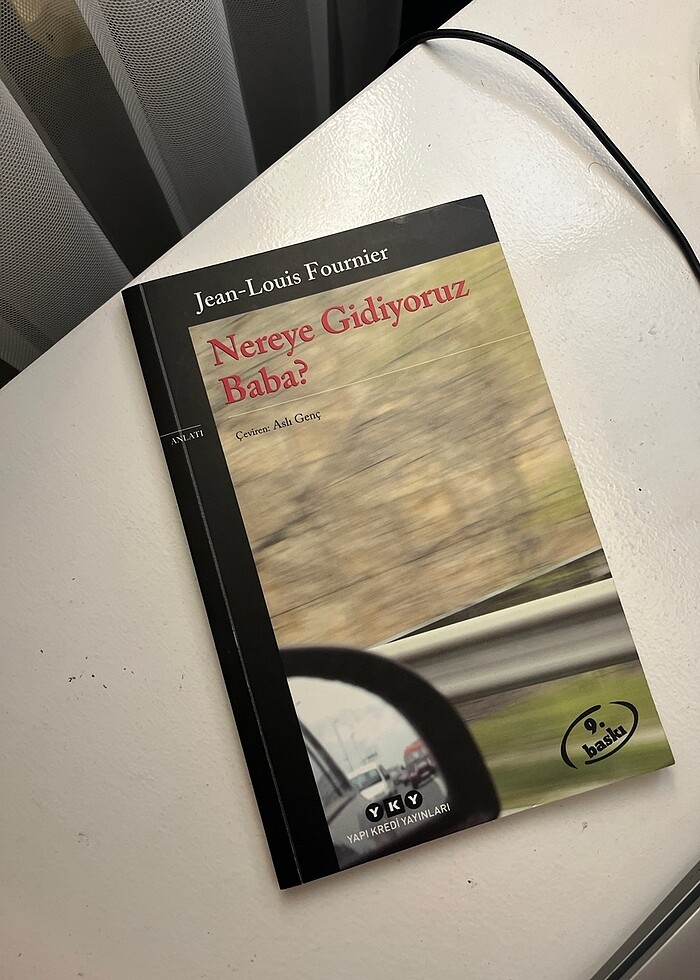 Jean-Louis Fournier
Nereye Gidiyoruz
Baba?
Çeviren: Aslı Genç
ANLATI
9.
baskı
YKY
YAPI KREDİ YAYINLARI